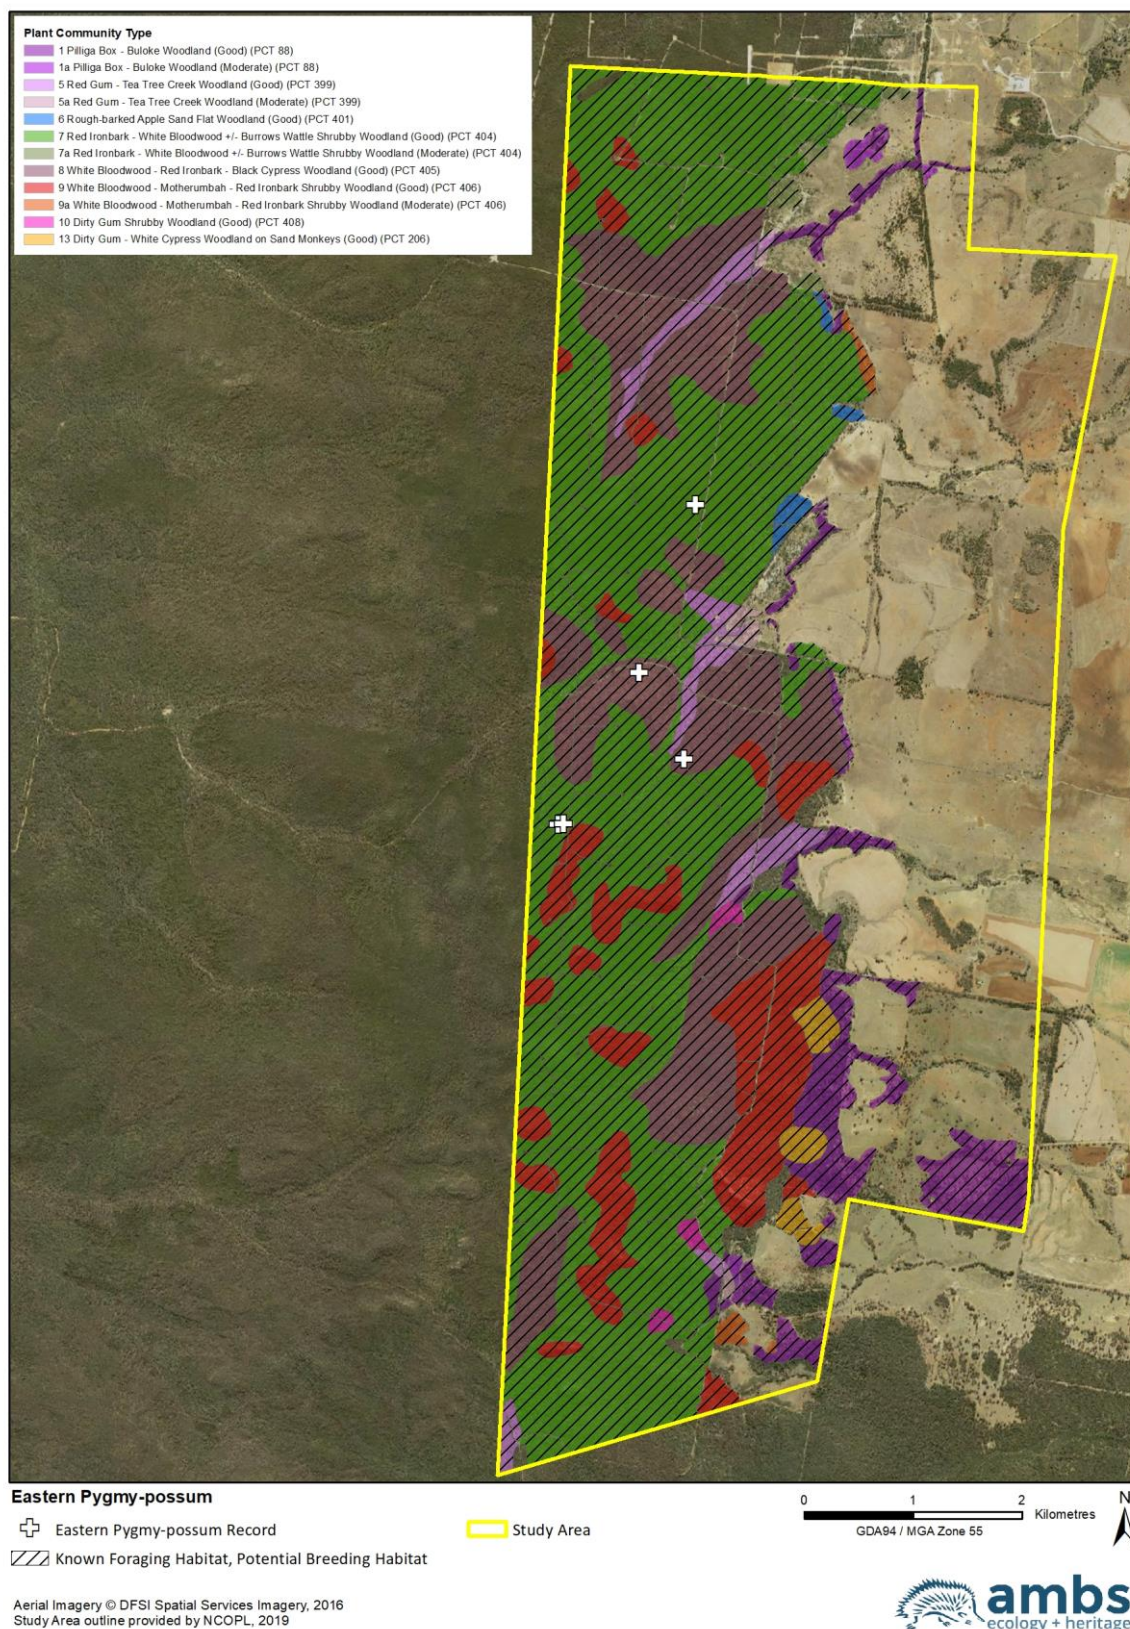 Plant Community Type
1 Pilliga Box - Buloke Woodland (Good) (PCT 88)
1a Pilliga Box - Buloke Woodland (Moderate) (PCT 88)
5 Red Gum - Tea Tree Creek Woodland (Good) (PCT 399)
5a Red Gum - Tea Tree Creek Woodland (Moderate) (PCT 399)
6 Rough-barked Apple Sand Flat Woodland (Good) (PCT 401)
7 Red Ironbark - White Bloodwood +/- Burrows Wattle Shrubby Woodland (Good) (PCT 404)
7a Red Ironbark - White Bloodwood +/- Burrows Wattle Shrubby Woodland (Moderate) (PCT 404)
8 White Bloodwood - Red Ironbark - Black Cypress Woodland (Good) (PCT 405)
9 White Bloodwood - Motherumbah - Red Ironbark Shrubby Woodland (Good) (PCT 406)
9a White Bloodwood - Motherumbah - Red Ironbark Shrubby Woodland (Moderate) (PCT 406)
10 Dirty Gum Shrubby Woodland (Good) (PCT 408)
13 Dirty Gum - White Cypress Woodland on Sand Monkeys (Good) (PCT 206)
Eastern Pygmy-possum
Eastern Pygmy-possum Record
Study Area
Known Foraging Habitat, Potential Breeding Habitat
0 1 2
Kilometres
GDA94 / MGA Zone 55
N
Aerial Imagery © DFSI Spatial Services Imagery, 2016
Study Area outline provided by NCOPL, 2019
ambs
ecology + heritage